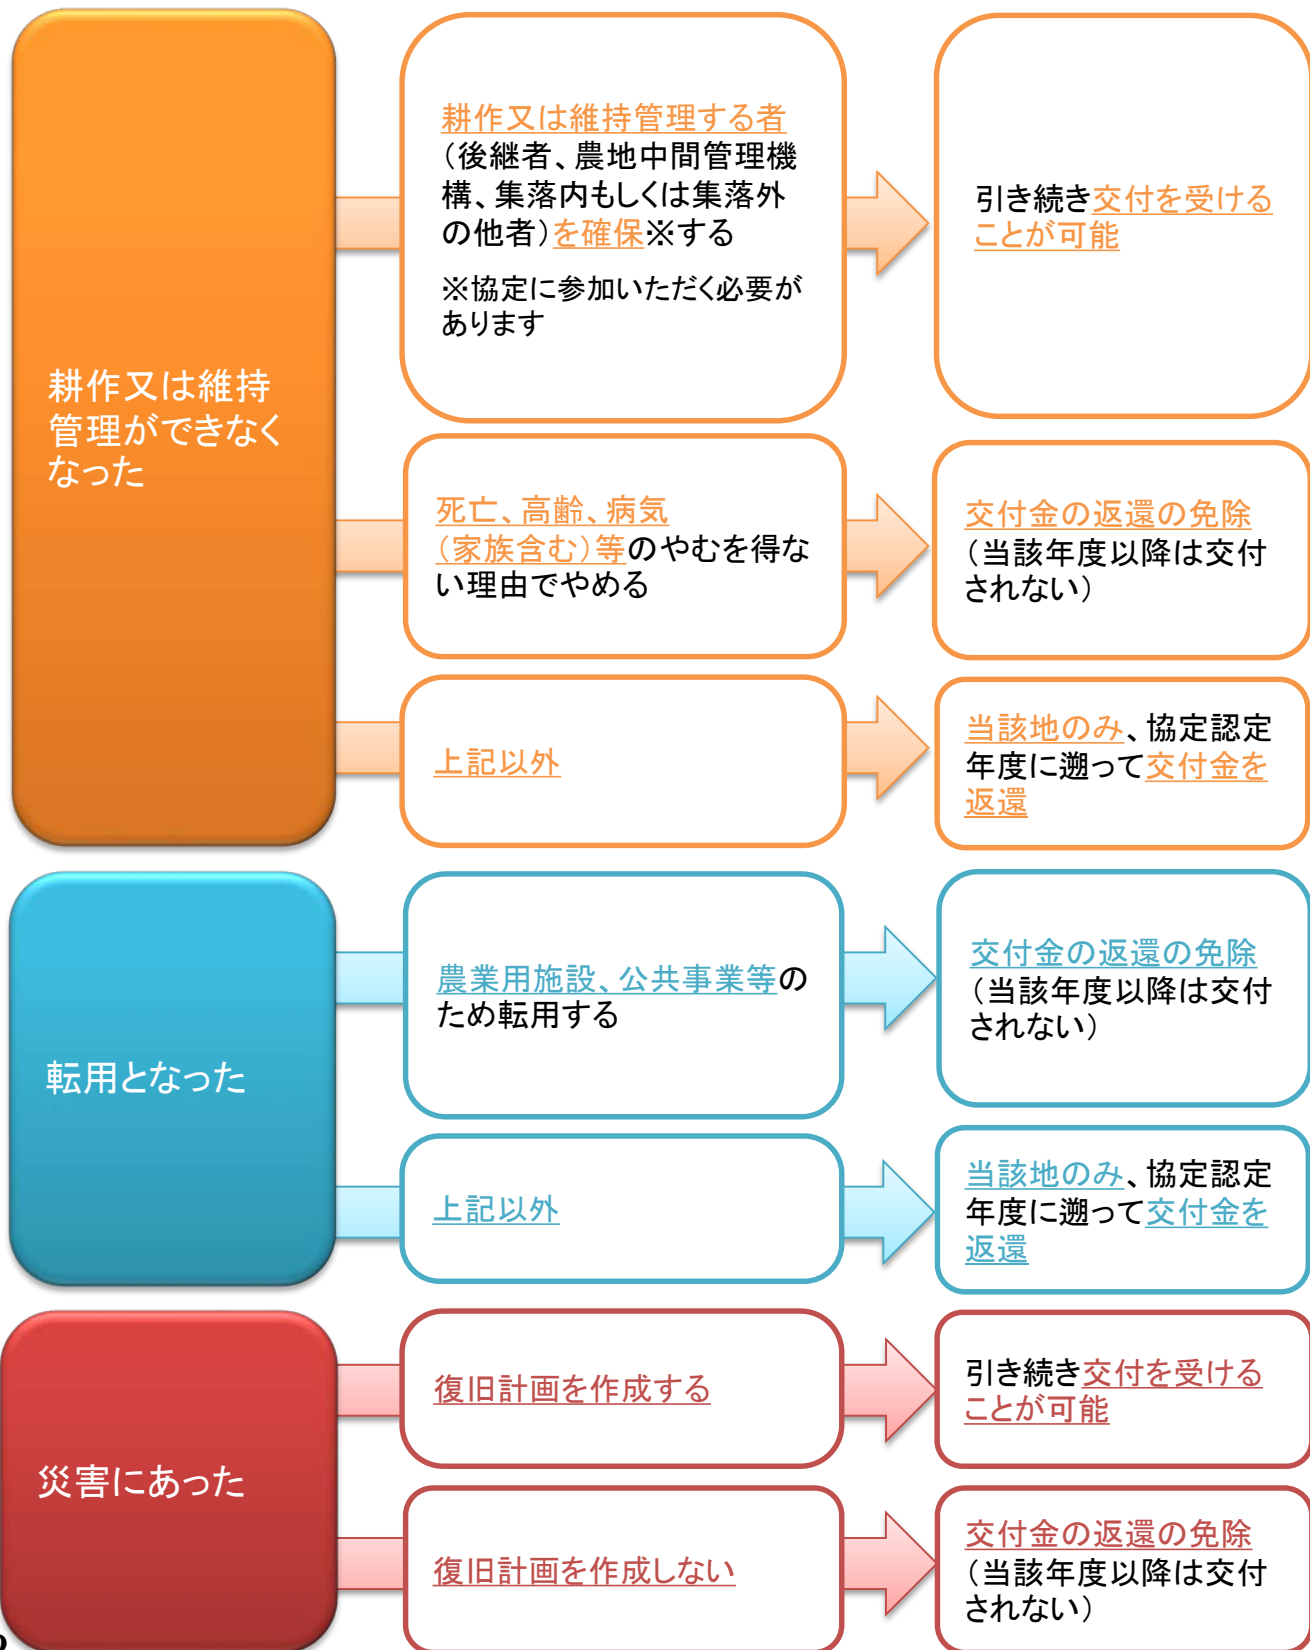 耕作又は維持
管理ができなく
なった
耕作又は維持管理する者
（後継者、農地中間管理機
構、集落内もしくは集落外
の他者）を確保※する
※協定に参加いただく必要が
あります
引き続き交付を受ける
ことが可能
死亡、高齢、病気
（家族含む）等のやむを得な
い理由でやめる
交付金の返還の免除
（当該年度以降は交付
されない）
上記以外
当該地のみ、協定認定
年度に遡って交付金を
返還
転用となった
農業用施設、公共事業等の
ため転用する
交付金の返還の免除
（当該年度以降は交付
されない）
上記以外
当該地のみ、協定認定
年度に遡って交付金を
返還
災害にあった
復旧計画を作成する
引き続き交付を受ける
ことが可能
復旧計画を作成しない
交付金の返還の免除
（当該年度以降は交付
されない）